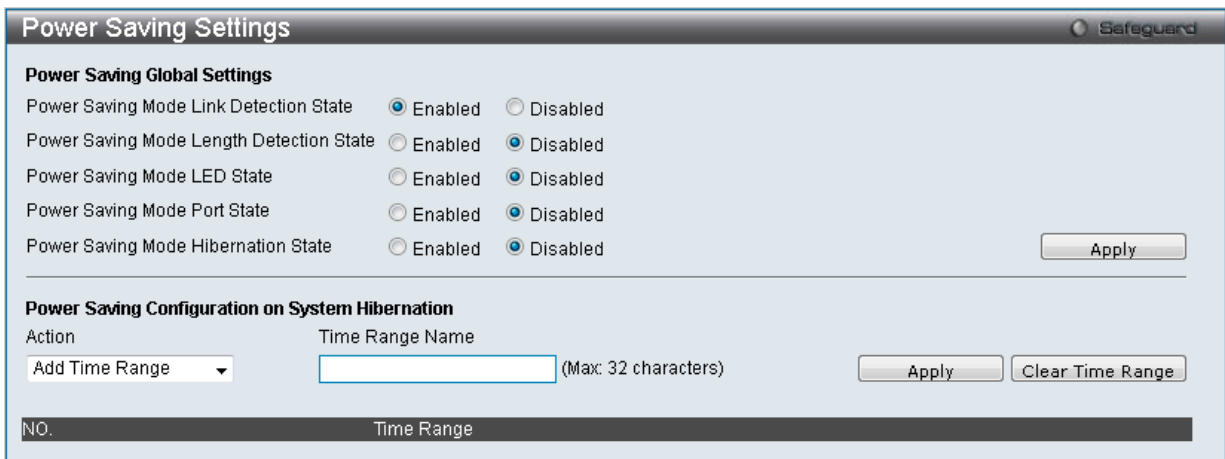 Power Saving Settings Safeguard
Power Saving Global Settings
Power Saving Mode Link Detection State Enabled Disabled
Power Saving Mode Length Detection State Enabled Disabled
Power Saving Mode LED State Enabled Disabled
Power Saving Mode Port State Enabled Disabled
Power Saving Mode Hibernation State Enabled Disabled Apply
Power Saving Configuration on System Hibernation
Action Time Range Name
Add Time Range (Max: 32 characters) Apply Clear Time Range
NO. Time Range